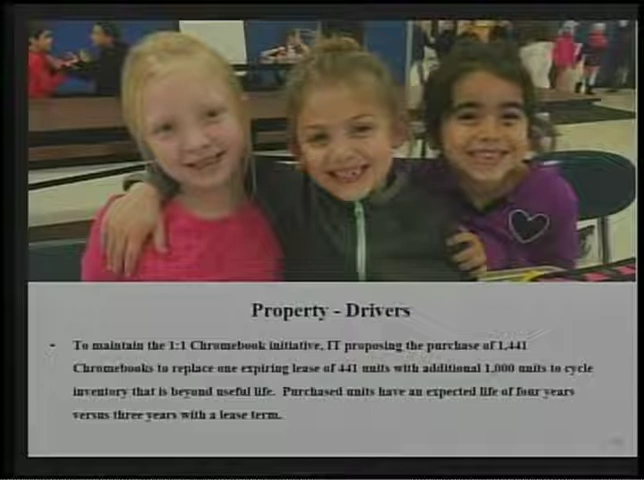 Property - Drivers
- To maintain the 1:1 Chromebook initiative, IT proposing the purchase of 1,441
Chromebooks to replace one expiring lease of 441 units with additional 1,000 units to cycle
inventory that is beyond useful life. Purchased units have an expected life of four years
versus three years with a lease term.